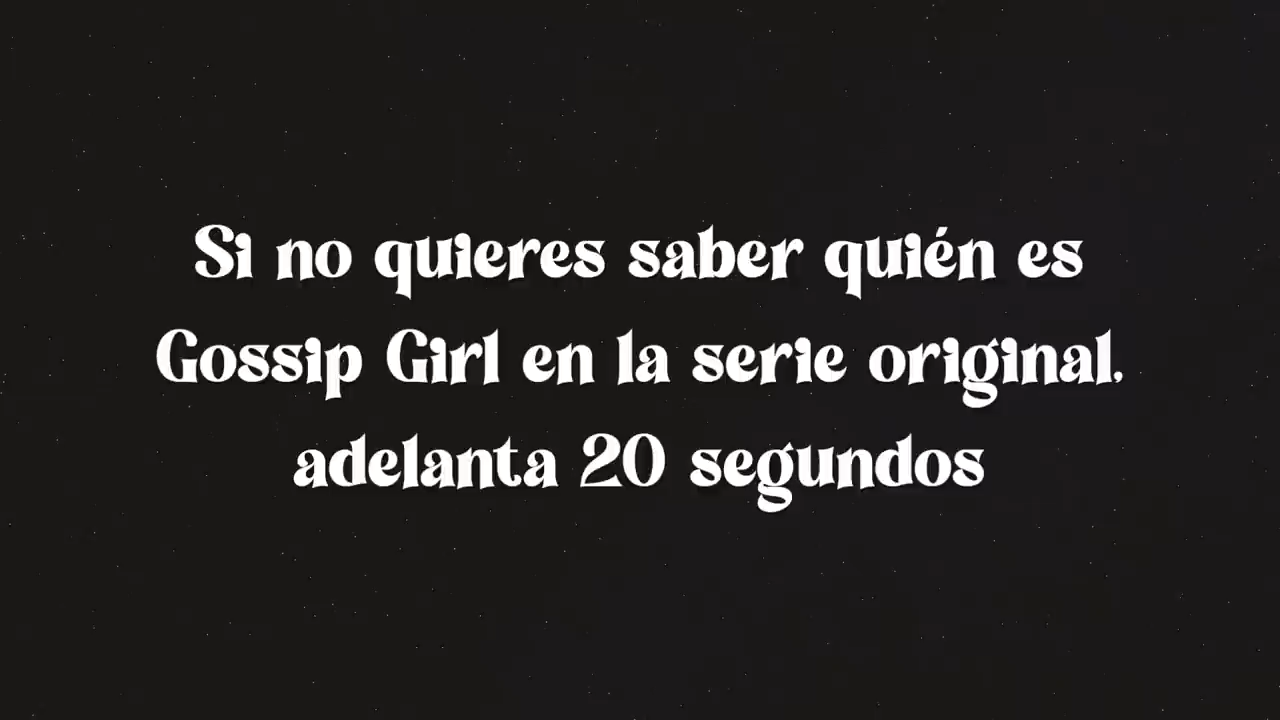 Si no quieres saber quién es
Gossip Girl en la serie original,
adelanta 20 segundos